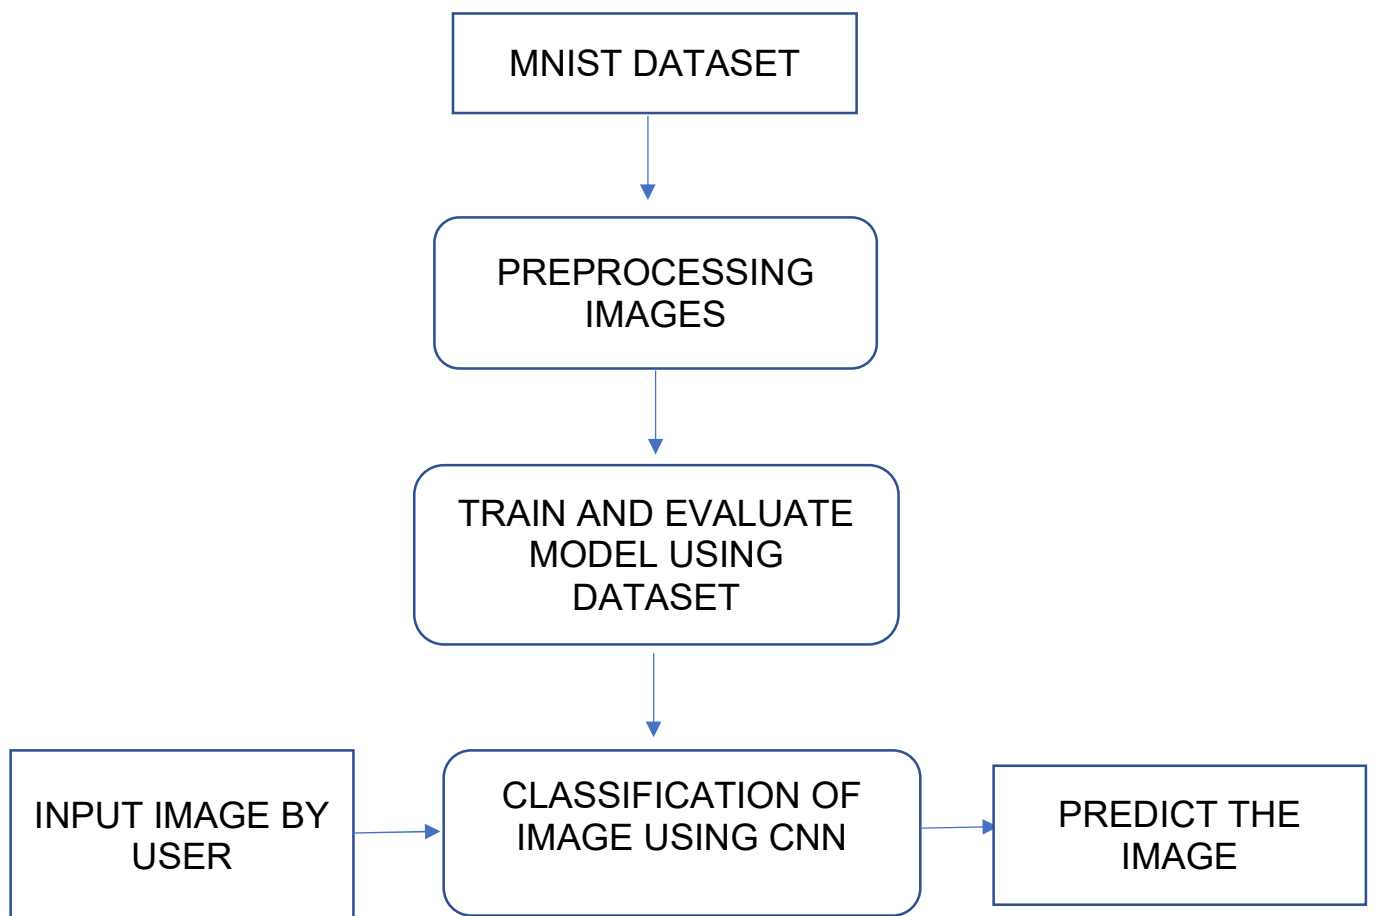 MNIST DATASET
PREPROCESSING
IMAGES
TRAIN AND EVALUATE
MODEL USING
DATASET
INPUT IMAGE BY
USER
CLASSIFICATION OF
IMAGE USING CNN
PREDICT THE
IMAGE